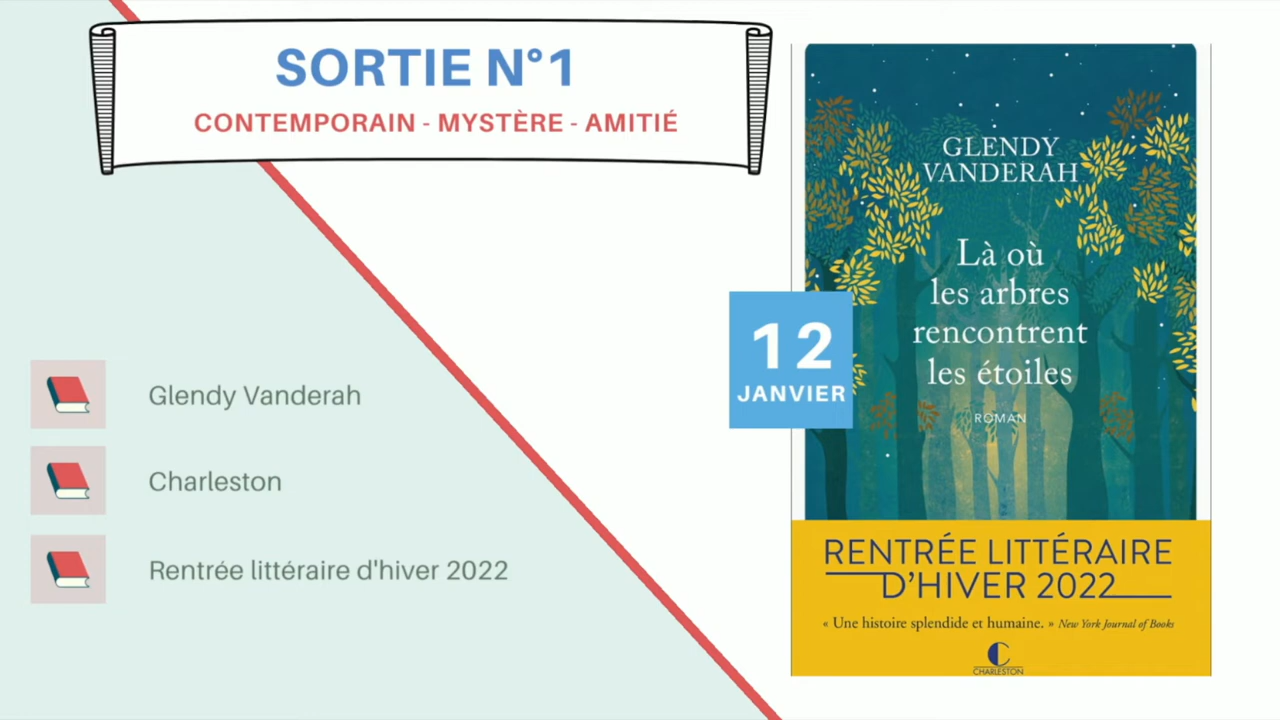 SORTIE N°1
CONTEMPORAIN - MYSTÈRE - AMITIÉ
Glendy Vanderah
Charleston
Rentrée littéraire d'hiver 2022
12
JANVIER
GLENDY
VANDERAH
Là où
les arbres
rencontrent
les étoiles
ROMAN
RENTRÉE LITTÉRAIRE
D'HIVER 2022
« Une histoire splendide et humaine. » New York Journal of Books
C
CHARLESTON